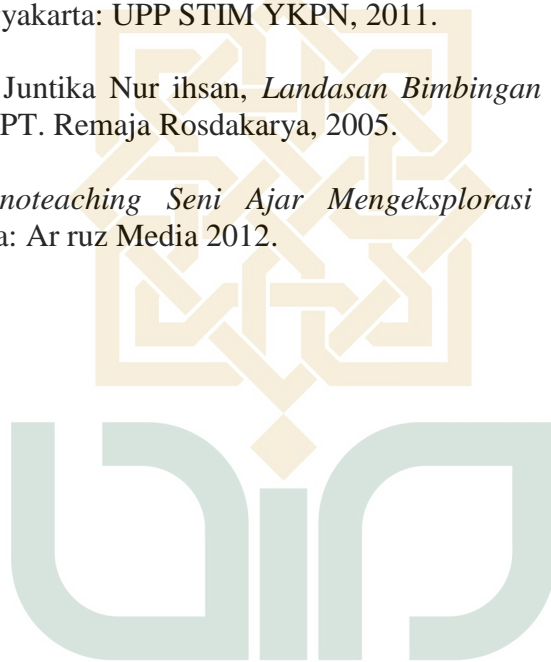 yakarta: UPP STIM YKPN, 2011.
Juntika Nur ihsan, Landasan Bimbingan
PT. Remaja Rosdakarya, 2005.
noteaching Seni Ajar Mengeksplorasi
a: Ar ruz Media 2012.